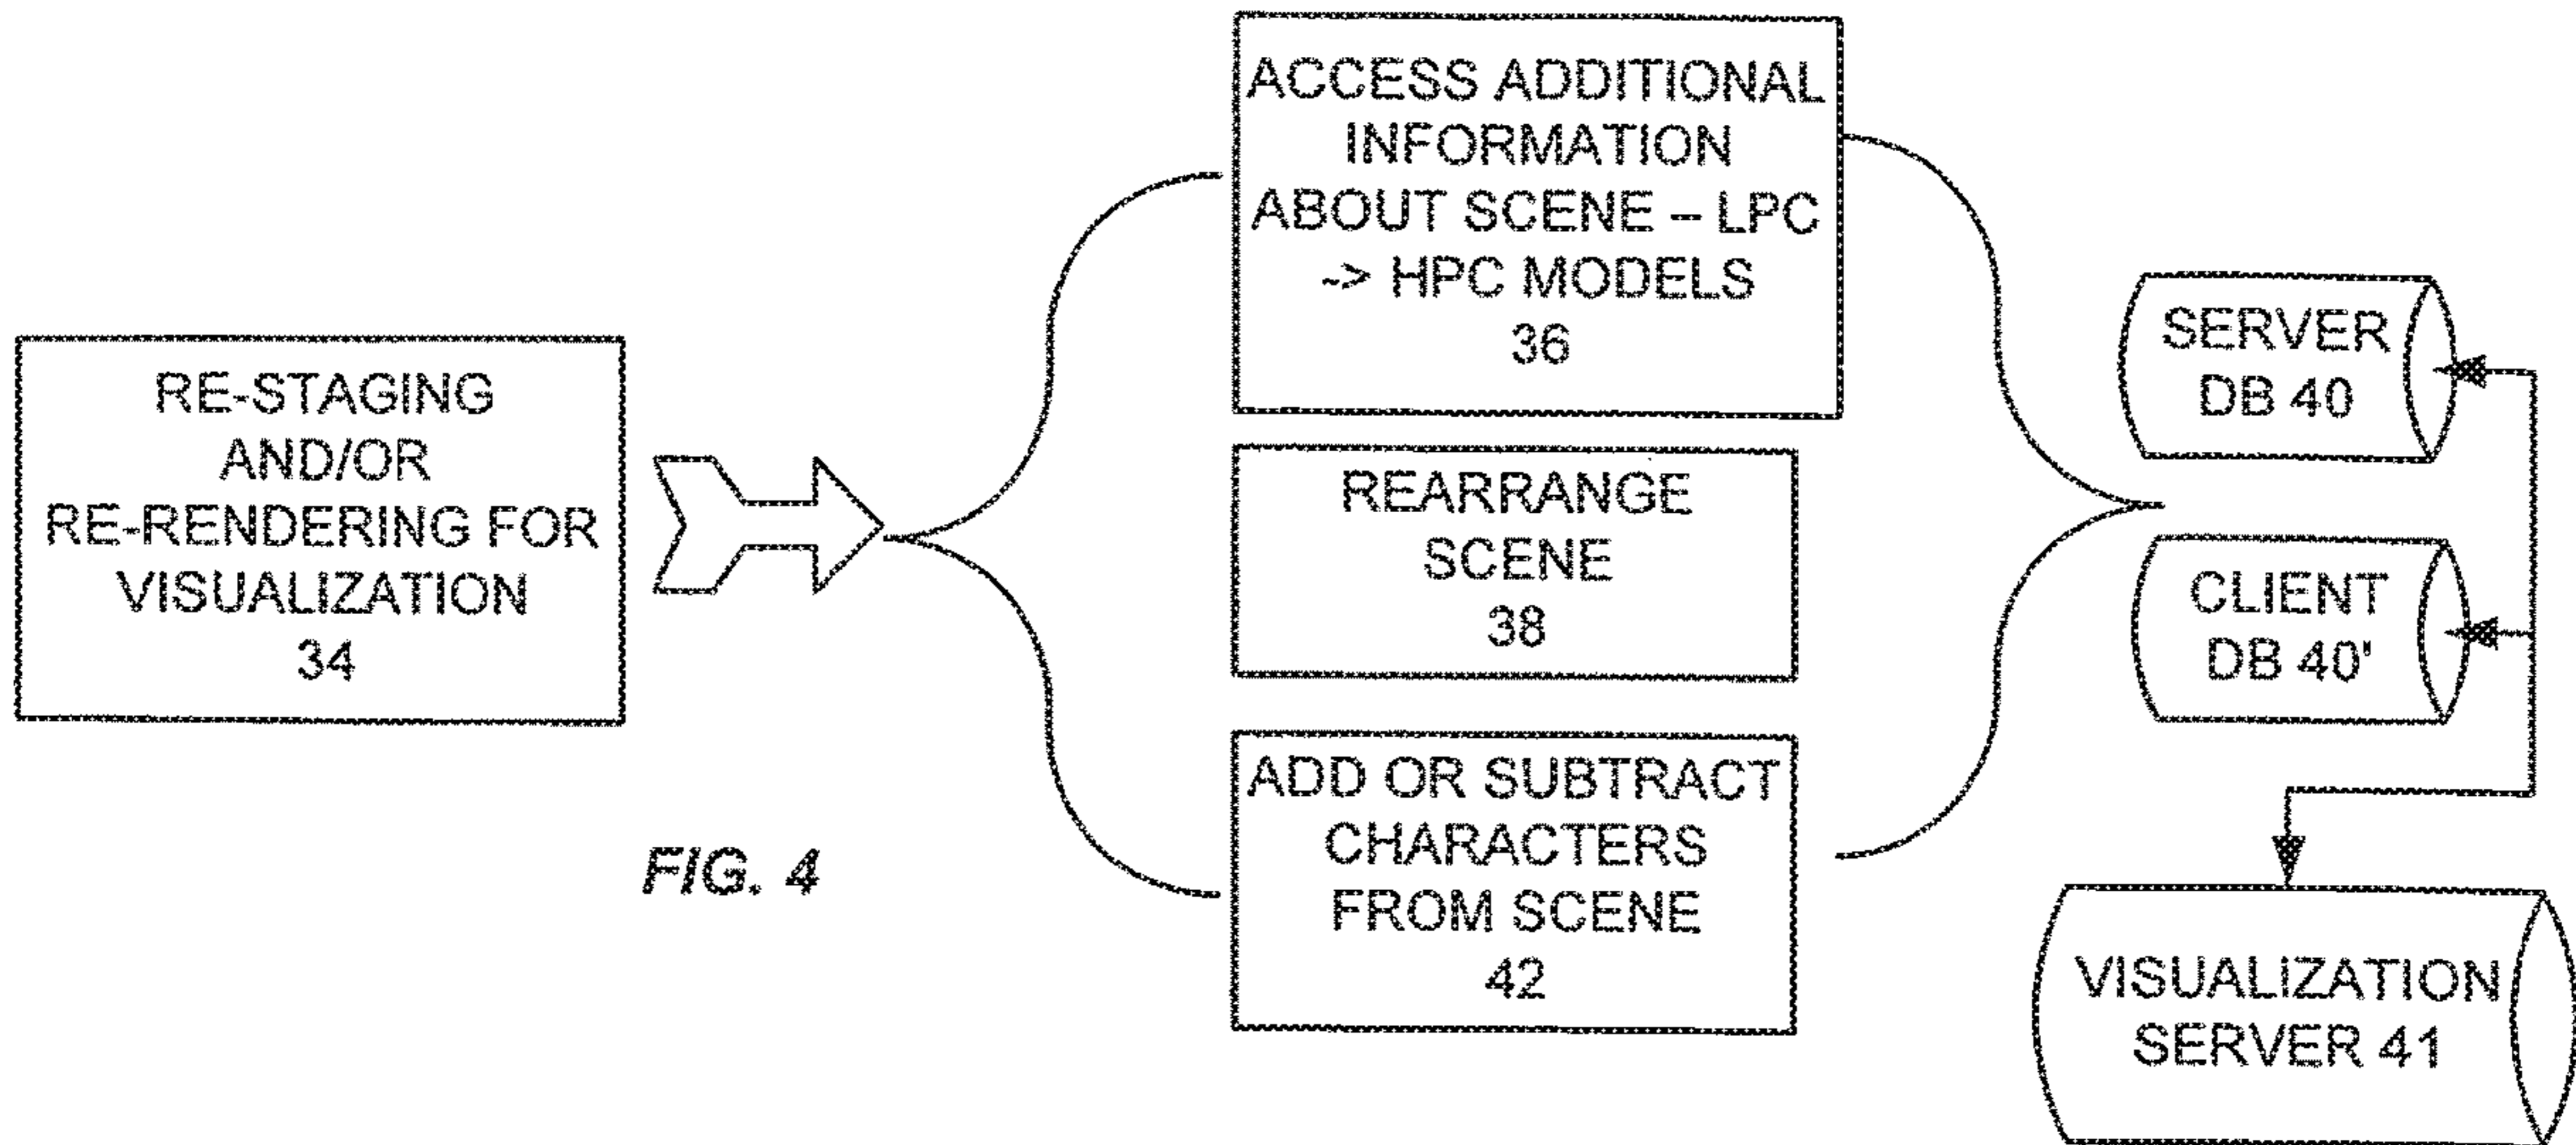 RE-STAGING
AND/OR
RE-RENDERING FOR
VISUALIZATION
34
ACCESS ADDITIONAL
INFORMATION
ABOUT SCENE – LPC
-> HPC MODELS
36
REARRANGE
SCENE
38
ADD OR SUBTRACT
CHARACTERS
FROM SCENE
42
SERVER
DB 40
CLIENT
DB 40'
VISUALIZATION
SERVER 41
FIG. 4